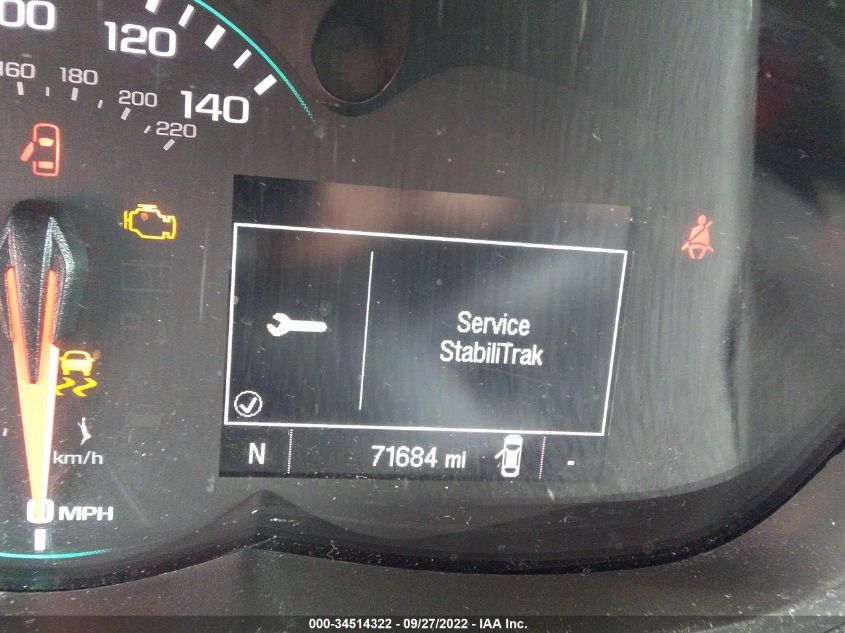 120
160
180
200
140
220
Service
StabiliTrak
km/h
N
71684 mi
-
0 MPH
000-34514322 - 09/27/2022 - IAA Inc.